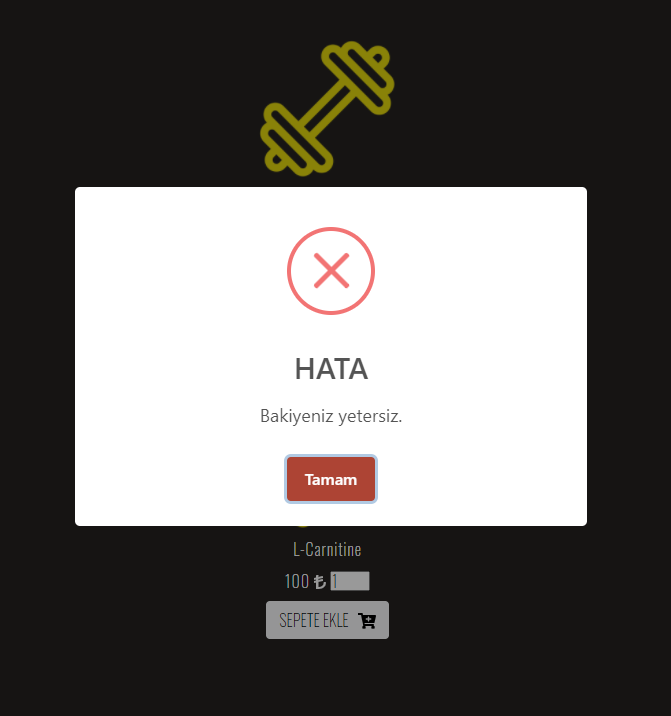 HATA
Bakiyeniz yetersiz.
Tamam
L-Carnitine
100 ₺ 1
SEPETE EKLE